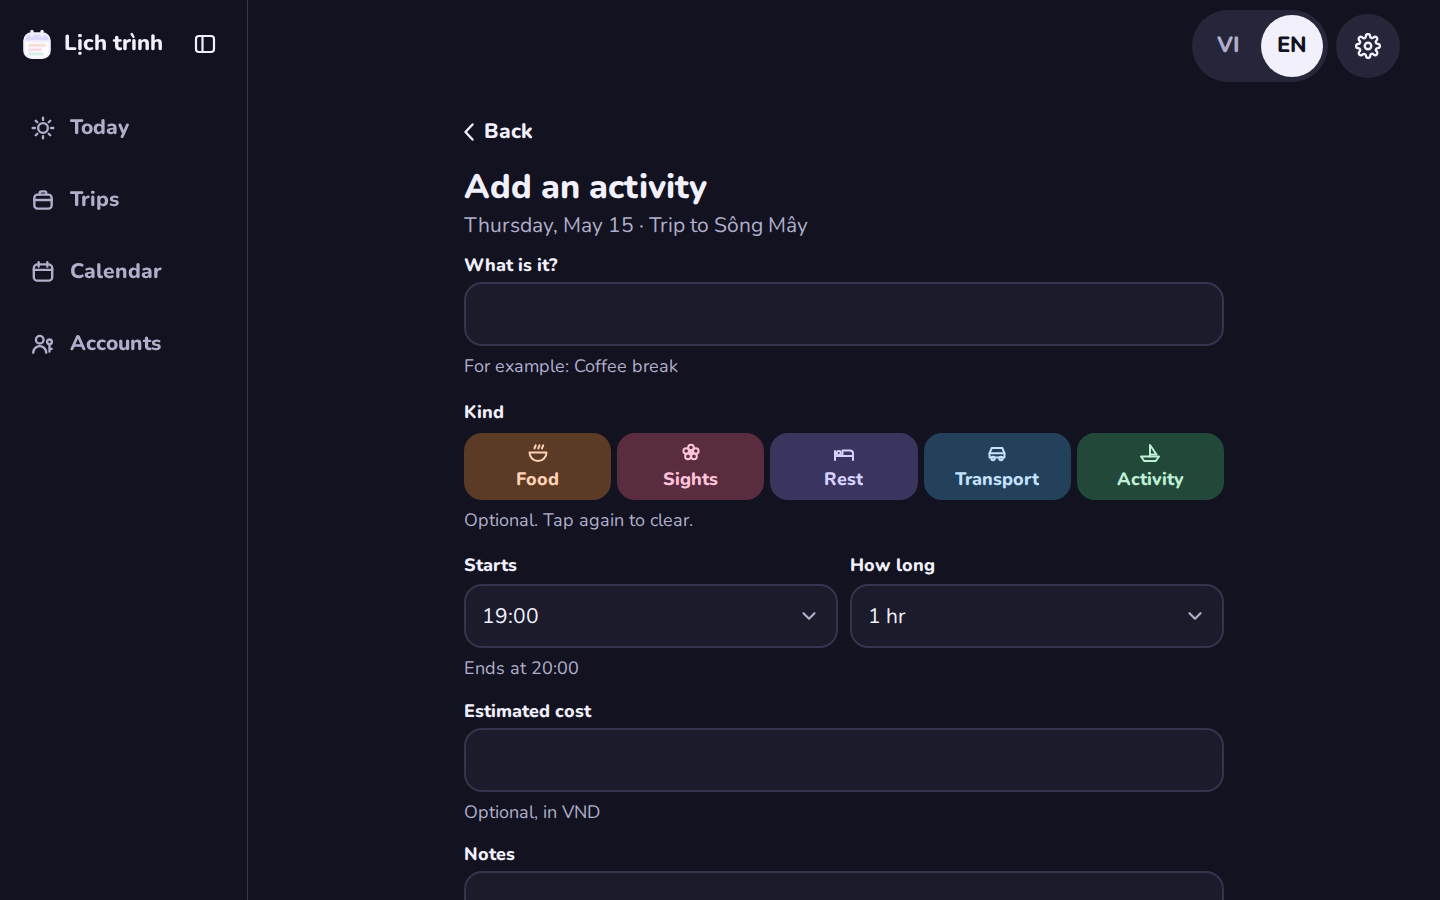 Lịch trình
VI
EN
Today
Trips
Calendar
Accounts
Back
Add an activity
Thursday, May 15 · Trip to Sông Mây
What is it?
For example: Coffee break
Kind
Food
Sights
Rest
Transport
Activity
Optional. Tap again to clear.
Starts
How long
19:00
1 hr
Ends at 20:00
Estimated cost
Optional, in VND
Notes